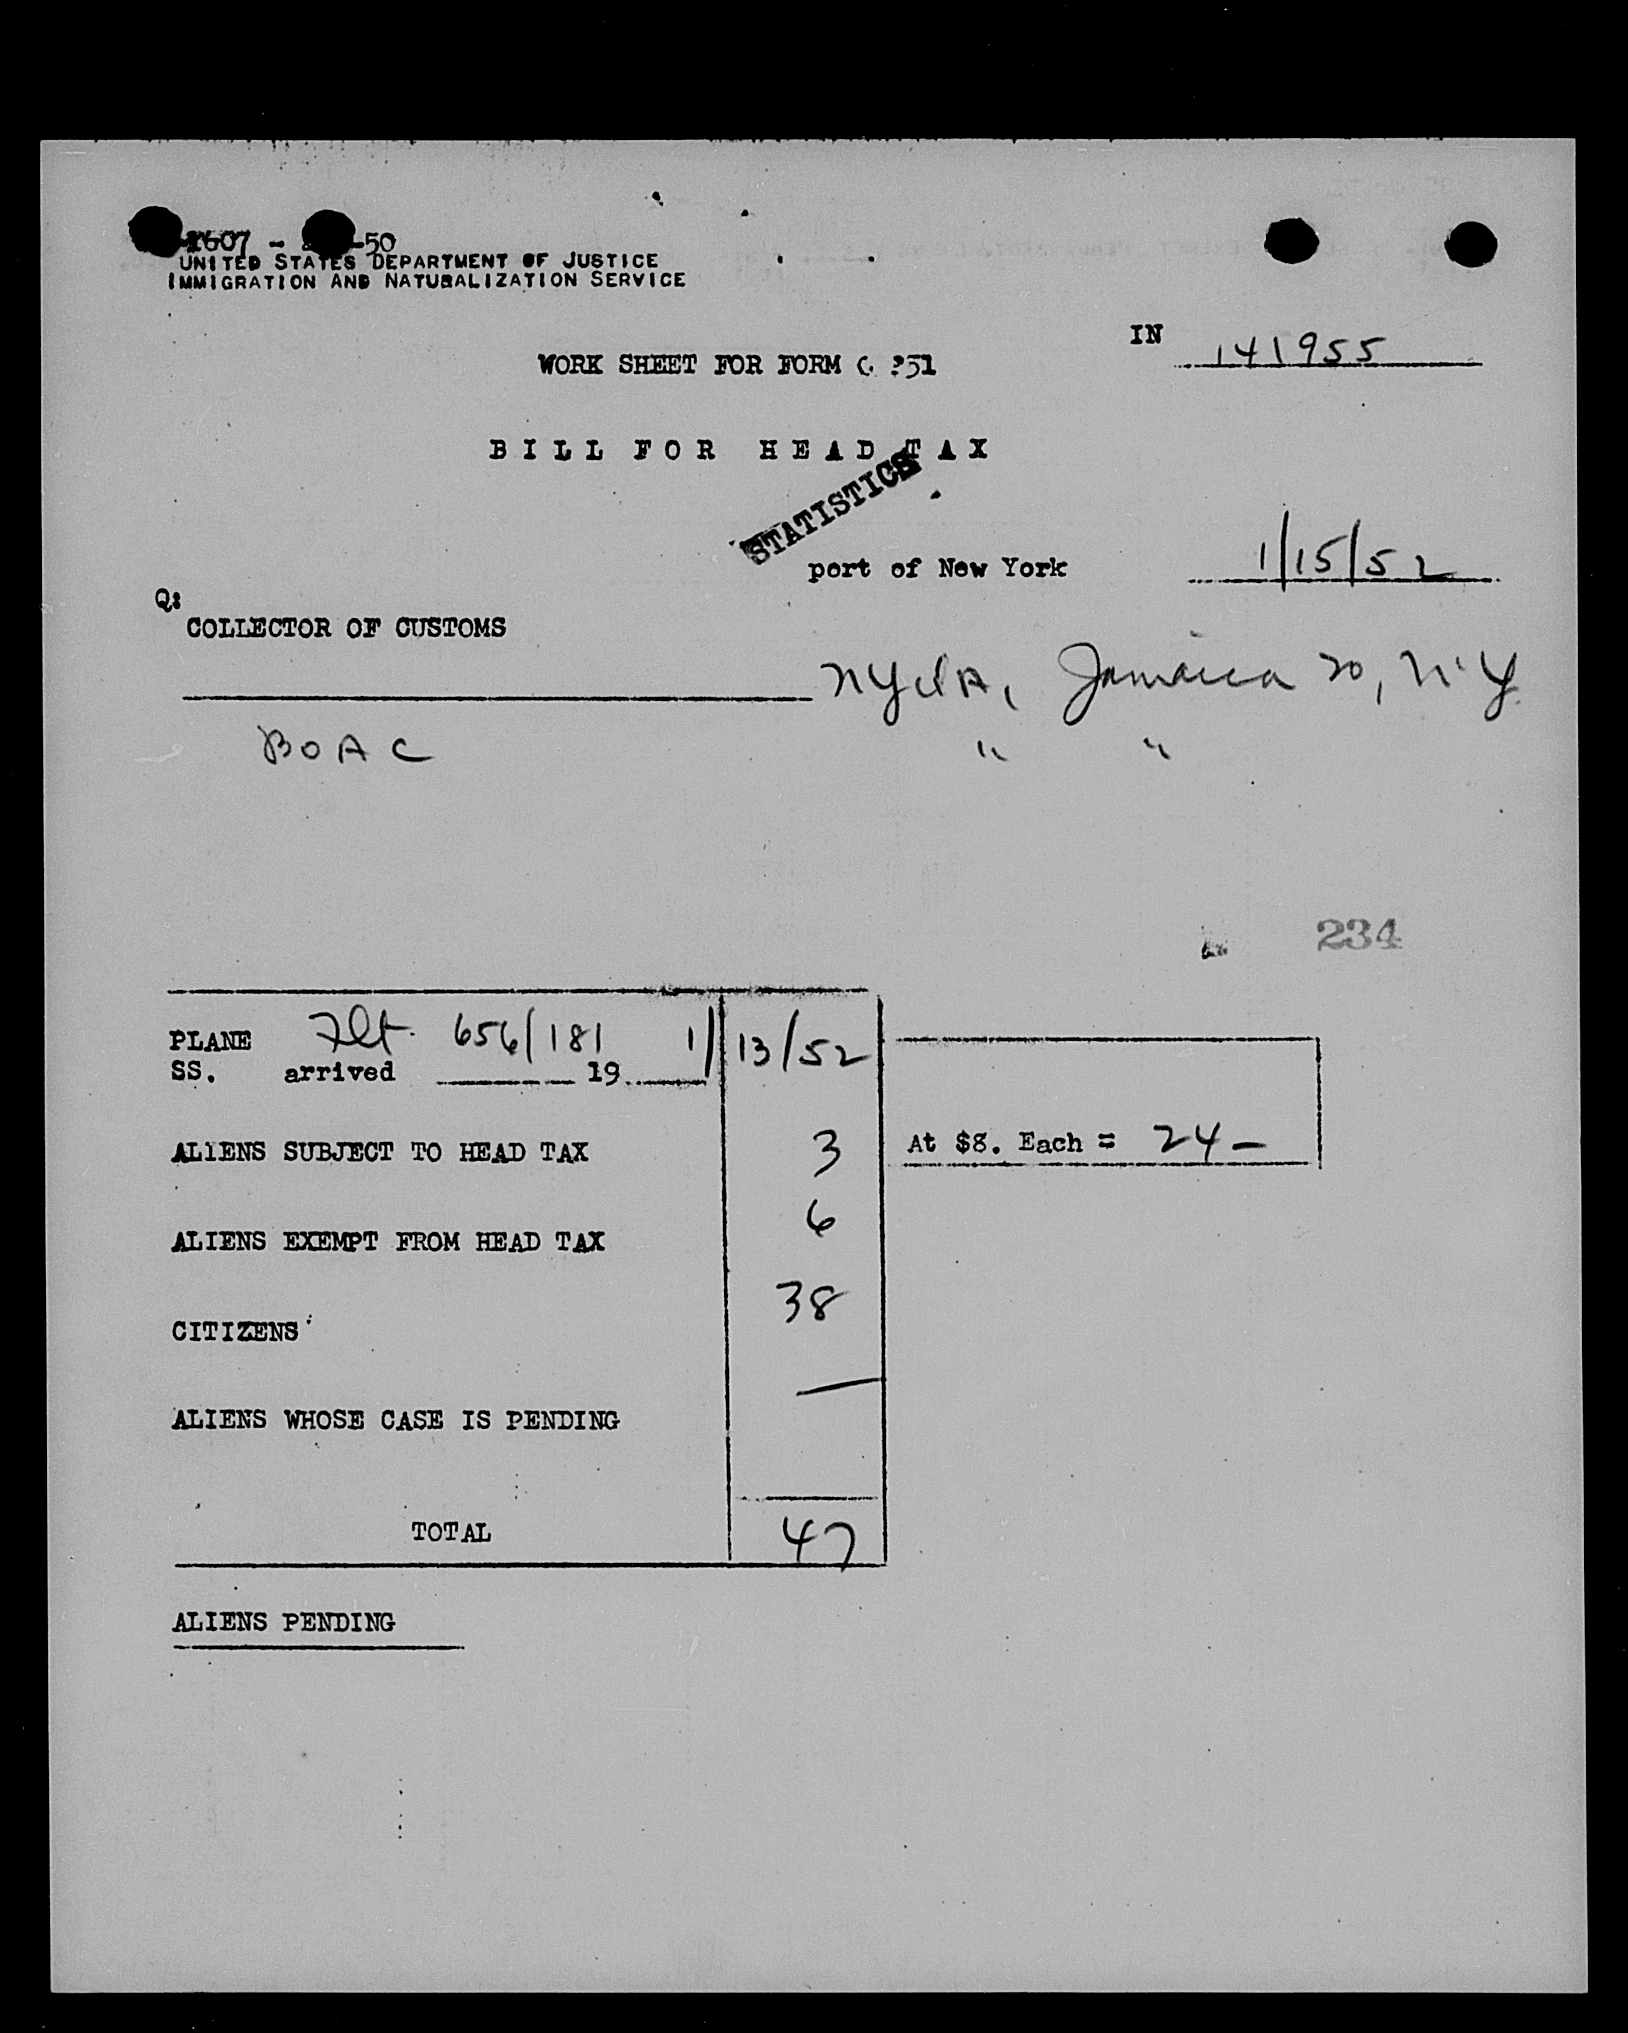 1607 - -50
UNITED STATES DEPARTMENT OF JUSTICE
IMMIGRATION AND NATURALIZATION SERVICE
IN 141955
WORK SHEET FOR FORM 51
BILL FOR HEAD TAX
STATISTICS
port of New York 1/15/52
COLLECTOR OF CUSTOMS
Jamaica 20, N.Y.
BOAC " "
234
PLANE Flt. 656/181 1/13/52
SS. arrived 19
ALIENS SUBJECT TO HEAD TAX 3 At $8. Each = 24-
ALIENS EXEMPT FROM HEAD TAX 6
CITIZENS 38
ALIENS WHOSE CASE IS PENDING —
TOTAL 47
ALIENS PENDING